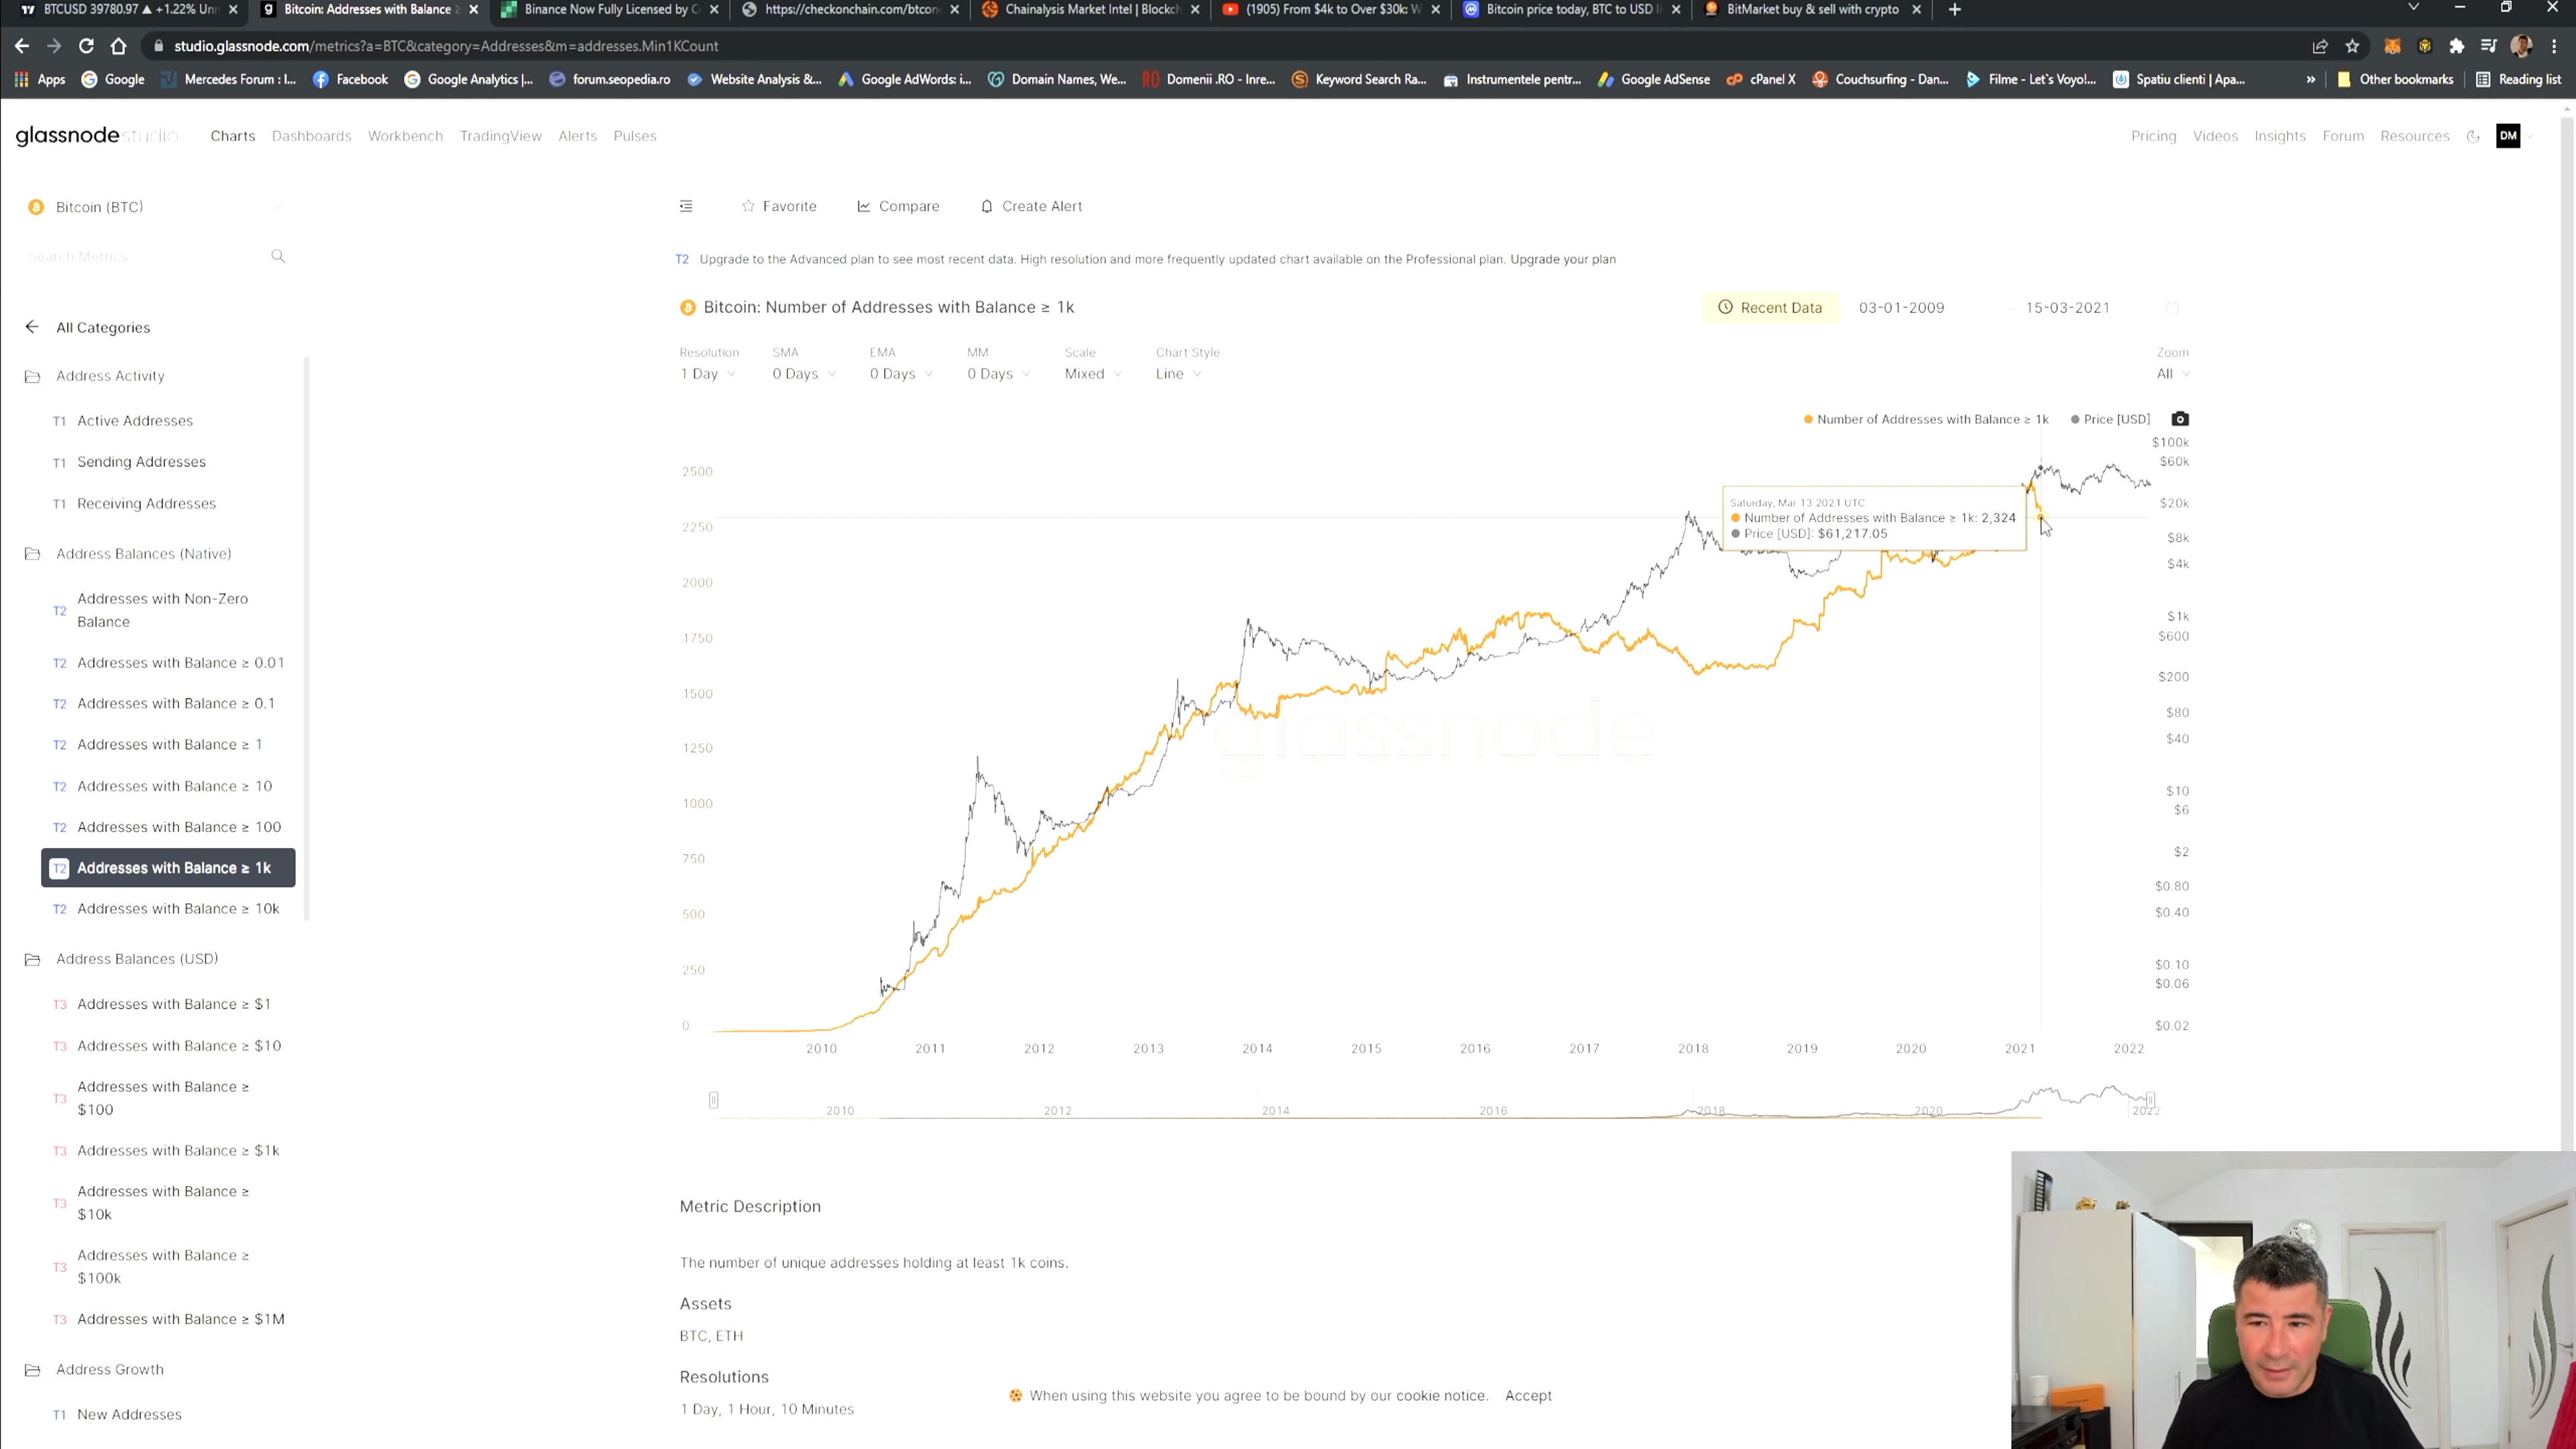 BTCUSD 39780.97 ▲ +1.22% Unn
Bitcoin: Addresses with Balance ≥
Binance Now Fully Licensed by C
https://checkonchain.com/btcon
Chainalysis Market Intel | Blockch
(1905) From $4k to Over $30k: W
Bitcoin price today, BTC to USD li
BitMarket buy & sell with crypto
studio.glassnode.com/metrics?a=BTC&category=Addresses&m=addresses.Min1KCount
Apps
Google
Mercedes Forum : I...
Facebook
Google Analytics |...
forum.seopedia.ro
Website Analysis &...
Google AdWords: i...
Domain Names, We...
Domenii .RO - Inre...
Keyword Search Ra...
Instrumentele pentr...
Google AdSense
cPanel X
Couchsurfing - Dan...
Filme - Let`s Voyo!...
Spatiu clienti | Apa...
»
Other bookmarks
Reading list
glassnode studio
Charts
Dashboards
Workbench
TradingView
Alerts
Pulses
Pricing
Videos
Insights
Forum
Resources
DM
Bitcoin (BTC)
Search Metrics
All Categories
Address Activity
T1 Active Addresses
T1 Sending Addresses
T1 Receiving Addresses
Address Balances (Native)
T2 Addresses with Non-Zero
Balance
T2 Addresses with Balance ≥ 0.01
T2 Addresses with Balance ≥ 0.1
T2 Addresses with Balance ≥ 1
T2 Addresses with Balance ≥ 10
T2 Addresses with Balance ≥ 100
T2 Addresses with Balance ≥ 1k
T2 Addresses with Balance ≥ 10k
Address Balances (USD)
T3 Addresses with Balance ≥ $1
T3 Addresses with Balance ≥ $10
T3 Addresses with Balance ≥
$100
T3 Addresses with Balance ≥ $1k
T3 Addresses with Balance ≥
$10k
T3 Addresses with Balance ≥
$100k
T3 Addresses with Balance ≥ $1M
Address Growth
T1 New Addresses
Favorite
Compare
Create Alert
T2 Upgrade to the Advanced plan to see most recent data. High resolution and more frequently updated chart available on the Professional plan. Upgrade your plan
Bitcoin: Number of Addresses with Balance ≥ 1k
Recent Data
03-01-2009
15-03-2021
Resolution
1 Day
SMA
0 Days
EMA
0 Days
MM
0 Days
Scale
Mixed
Chart Style
Line
Zoom
All
Number of Addresses with Balance ≥ 1k
Price [USD]
2500
2250
2000
1750
1500
1250
1000
750
500
250
0
Saturday, Mar 13 2021 UTC
Number of Addresses with Balance ≥ 1k: 2,324
Price [USD]: $61,217.05
glassnode
$100k
$60k
$20k
$8k
$4k
$1k
$600
$200
$80
$40
$10
$6
$2
$0.80
$0.40
$0.10
$0.06
$0.02
2010 2011 2012 2013 2014 2015 2016 2017 2018 2019 2020 2021 2022
2010 2012 2014 2016 2018 2020 2022
Metric Description
The number of unique addresses holding at least 1k coins.
Assets
BTC, ETH
Resolutions
1 Day, 1 Hour, 10 Minutes
When using this website you agree to be bound by our cookie notice. Accept